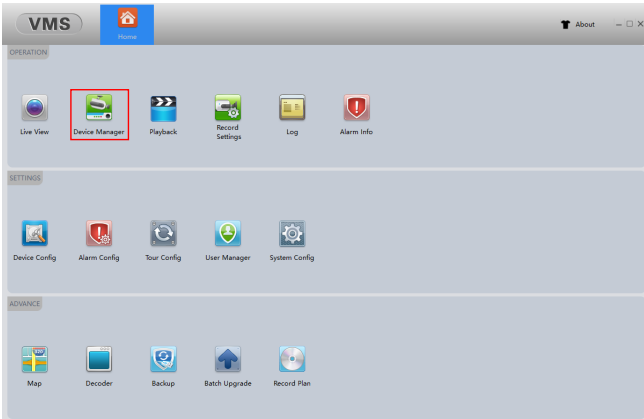 VMS
Home
About
OPERATION
Live View
Device Manager
Playback
Record
Settings
Log
Alarm Info
SETTINGS
Device Config
Alarm Config
Tour Config
User Manager
System Config
ADVANCE
Map
Decoder
Backup
Batch Upgrade
Record Plan